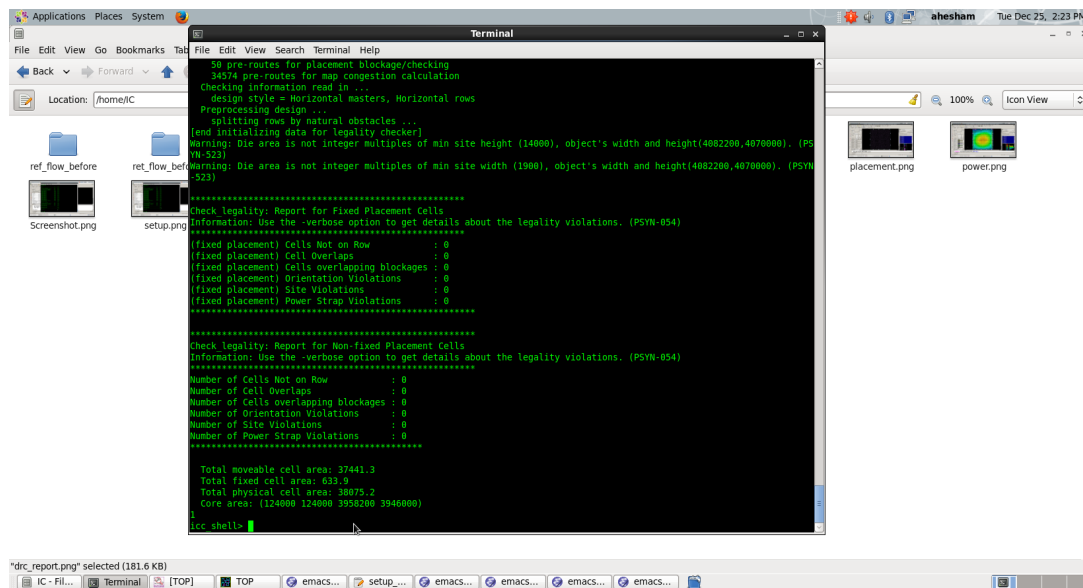 Applications Places System
ahesham Tue Dec 25, 2:23 PM
Terminal
File Edit View Go Bookmarks Tab
File Edit View Search Terminal Help
Back Forward
Location: /home/IC
100% Icon View
ref_flow_before
ret_flow_befo
Screenshot.png
setup.png
placement.png
power.png
50 pre-routes for placement blockage/checking
34574 pre-routes for map congestion calculation
Checking information read in ...
design style = Horizontal masters, Horizontal rows
Preprocessing design ...
splitting rows by natural obstacles ...
[end initializing data for legality checker]
Warning: Die area is not integer multiples of min site height (14000), object's width and height(4082200,4070000). (PS
YN-523)
Warning: Die area is not integer multiples of min site width (1900), object's width and height(4082200,4070000). (PSYN
-523)
****************************************************
Check_legality: Report for Fixed Placement Cells
Information: Use the -verbose option to get details about the legality violations. (PSYN-054)
****************************************************
(fixed placement) Cells Not on Row : 0
(fixed placement) Cell Overlaps : 0
(fixed placement) Cells overlapping blockages : 0
(fixed placement) Orientation Violations : 0
(fixed placement) Site Violations : 0
(fixed placement) Power Strap Violations : 0
******************************************************
******************************************************
Check_legality: Report for Non-fixed Placement Cells
Information: Use the -verbose option to get details about the legality violations. (PSYN-054)
******************************************************
Number of Cells Not on Row : 0
Number of Cell Overlaps : 0
Number of Cells overlapping blockages : 0
Number of Orientation Violations : 0
Number of Site Violations : 0
Number of Power Strap Violations : 0
********************************************
Total moveable cell area: 37441.3
Total fixed cell area: 633.9
Total physical cell area: 38075.2
Core area: (124000 124000 3958200 3946000)
1
icc_shell>
"drc_report.png" selected (181.6 KB)
IC - Fil... Terminal [TOP] TOP emacs... setup_... emacs... emacs... emacs... emacs...